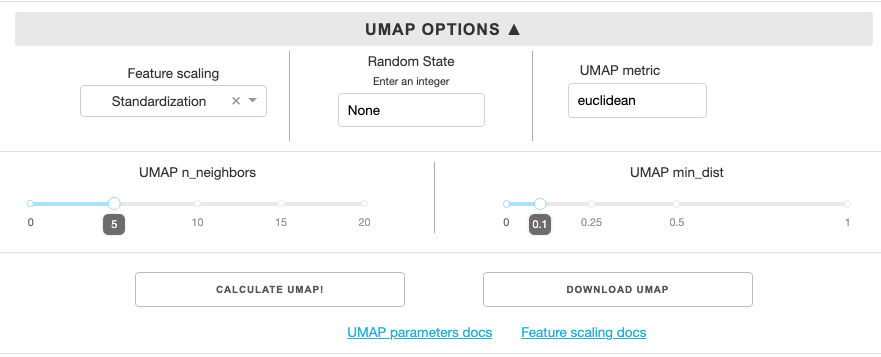 UMAP OPTIONS ▲
Feature scaling
Standardization × ▾
Random State
Enter an integer
None
UMAP metric
euclidean
UMAP n_neighbors
0 5 10 15 20
UMAP min_dist
0 0.1 0.25 0.5 1
CALCULATE UMAP!
DOWNLOAD UMAP
UMAP parameters docs
Feature scaling docs